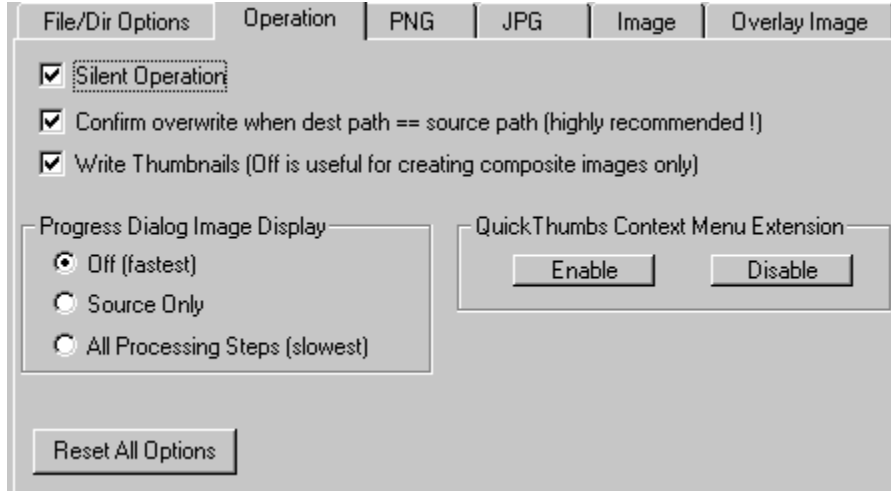 File/Dir Options Operation PNG JPG Image Overlay Image
Silent Operation
Confirm overwrite when dest path == source path (highly recommended !)
Write Thumbnails (Off is useful for creating composite images only)
Progress Dialog Image Display
Off (fastest)
Source Only
All Processing Steps (slowest)
QuickThumbs Context Menu Extension
Enable Disable
Reset All Options